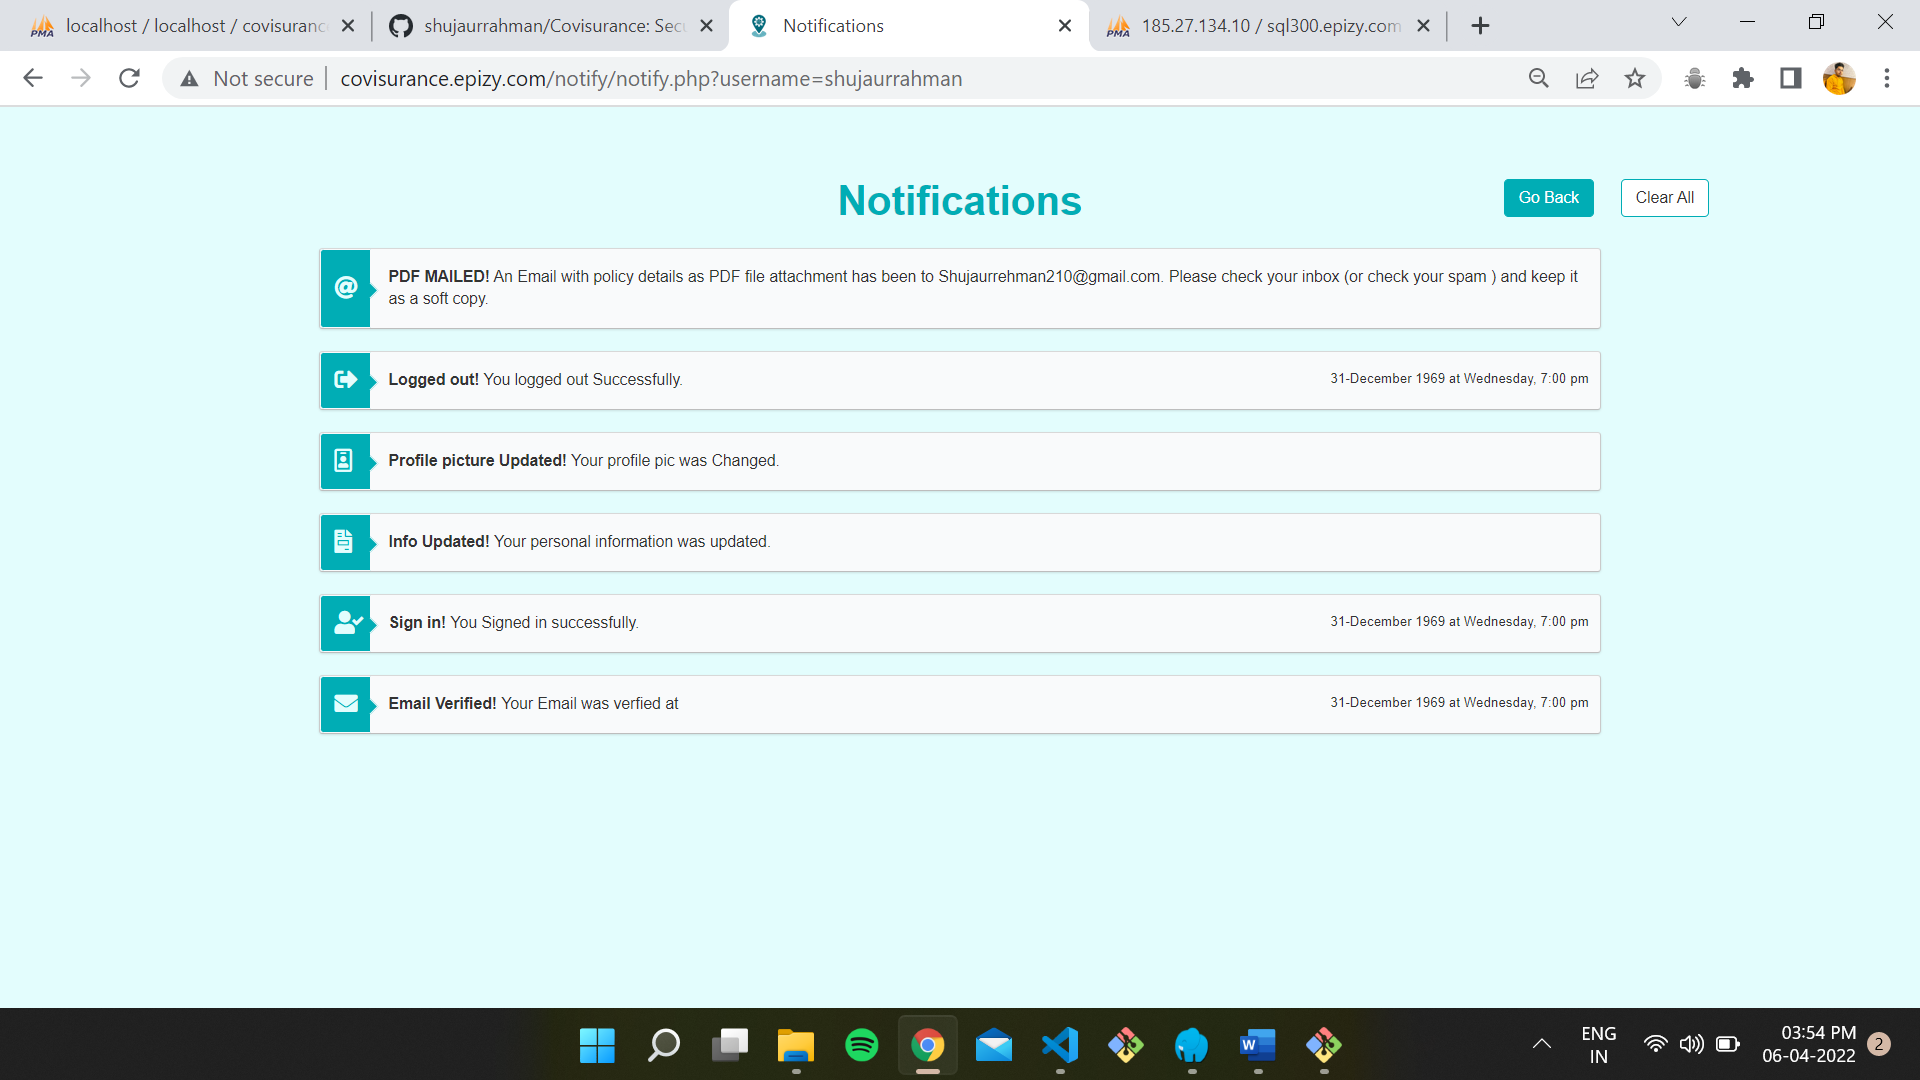 localhost / localhost / covisurance
shujaurrahman/Covisurance: Secu
Notifications
185.27.134.10 / sql300.epizy.com
Not secure
covisurance.epizy.com/notify/notify.php?username=shujaurrahman
Notifications
Go Back
Clear All
PDF MAILED! An Email with policy details as PDF file attachment has been to Shujaurrehman210@gmail.com. Please check your inbox (or check your spam ) and keep it
as a soft copy.
Logged out! You logged out Successfully.
31-December 1969 at Wednesday, 7:00 pm
Profile picture Updated! Your profile pic was Changed.
Info Updated! Your personal information was updated.
Sign in! You Signed in successfully.
31-December 1969 at Wednesday, 7:00 pm
Email Verified! Your Email was verfied at
31-December 1969 at Wednesday, 7:00 pm
ENG
IN
03:54 PM
06-04-2022
2